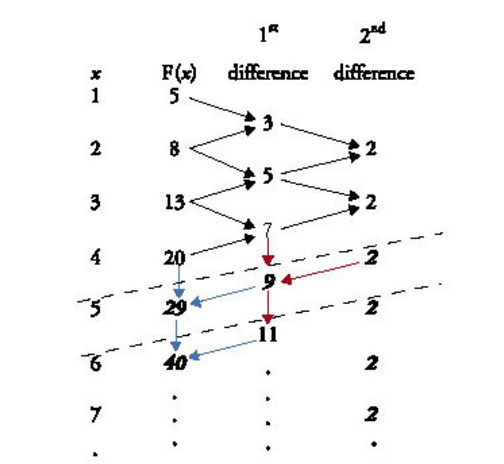 1st 2nd
x F(x) difference difference
1 5
3
2 8 2
5
3 13 2
7
4 20 2
9
5 29 2
11
6 40 2
.
7 . . 2
. . . .